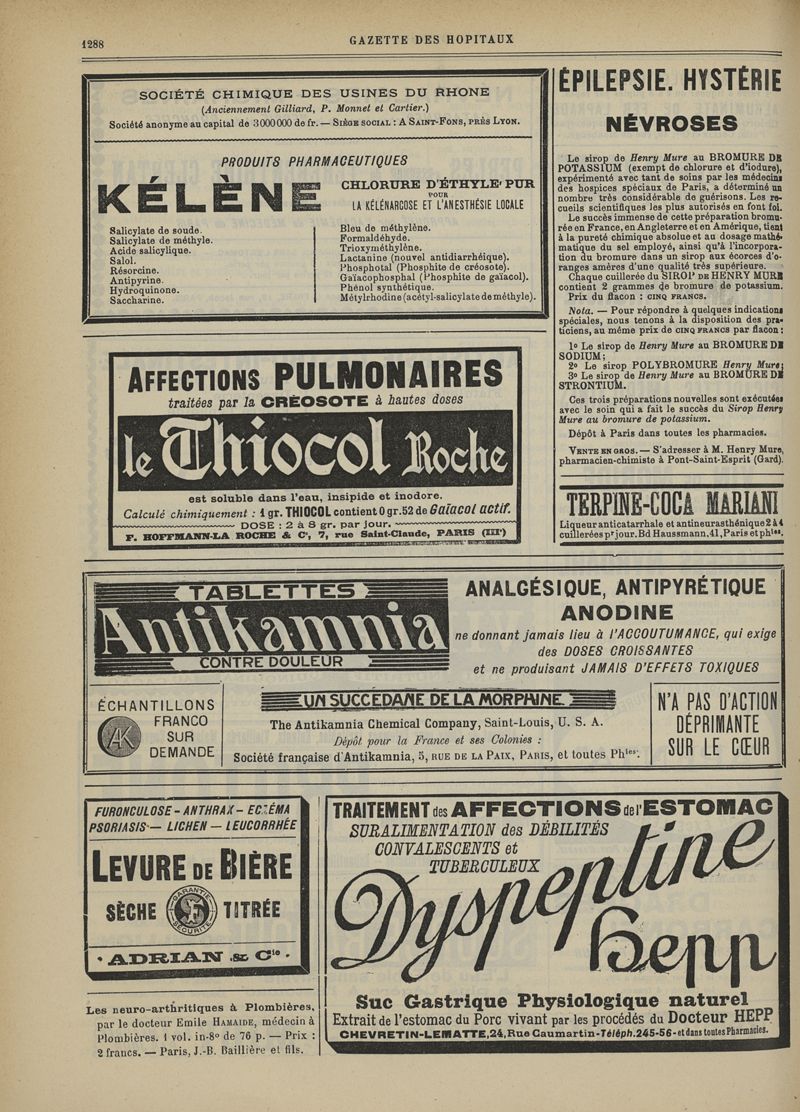 1288
GAZETTE DES HOPITAUX
SOCIÉTÉ CHIMIQUE DES USINES DU RHONE
(Anciennement Gilliard, P. Monnet et Cartier.)
Société anonyme au capital de 3000000 de fr. — SIÈGE SOCIAL : A SAINT-FONS, PRÈS LYON.
PRODUITS PHARMACEUTIQUES
KÉLÈNE
CHLORURE D'ÉTHYLE PUR
POUR
LA KÉLÉNARCOSE ET L'ANESTHÉSIE LOCALE
Salicylate de soude.
Salicylate de méthyle.
Acide salicylique.
Salol.
Résorcine.
Antipyrine.
Hydroquinone.
Saccharine.
Bleu de méthylène.
Formaldéhyde.
Trioxyméthylène.
Lactanine (nouvel antidiarrhéique).
Phosphotal (Phosphite de créosote).
Gaïacophosphal (Phosphite de gaïacol).
Phénol synthétique.
Métylrhodine (acétyl-salicylate de méthyle).
AFFECTIONS PULMONAIRES
traitées par la CRÉOSOTE à hautes doses
le Thiocol Roche
est soluble dans l'eau, insipide et inodore.
Calculé chimiquement : 1 gr. THIOCOL contient 0 gr. 52 de Gaïacol actif.
DOSE : 2 à 8 gr. par jour.
F. HOFFMANN-LA ROCHE & Cⁱ, 7, rue Saint-Claude, PARIS (IIIᵉ)
ÉPILEPSIE. HYSTÉRIE
NÉVROSES
Le sirop de Henry Mure au BROMURE DE
POTASSIUM (exempt de chlorure et d'iodure),
expérimenté avec tant de soins par les médecins
des hospices spéciaux de Paris, a déterminé un
nombre très considérable de guérisons. Les re-
cueils scientifiques les plus autorisés en font foi.
Le succès immense de cette préparation bromu-
rée en France, en Angleterre et en Amérique, tient
à la pureté chimique absolue et au dosage mathé-
matique du sel employé, ainsi qu'à l'incorpora-
tion du bromure dans un sirop aux écorces d'o-
ranges amères d'une qualité très supérieure.
Chaque cuillerée du SIROP DE HENRY MURE
contient 2 grammes de bromure de potassium.
Prix du flacon : CINQ FRANCS.
Nota. — Pour répondre à quelques indications
spéciales, nous tenons à la disposition des pra-
ticiens, au même prix de CINQ FRANCS par flacon :
1º Le sirop de Henry Mure au BROMURE DE
SODIUM;
2º Le sirop POLYBROMURE Henry Mure;
3º Le sirop de Henry Mure au BROMURE DE
STRONTIUM.
Ces trois préparations nouvelles sont exécutées
avec le soin qui a fait le succès du Sirop Henry
Mure au bromure de potassium.
Dépôt à Paris dans toutes les pharmacies.
VENTE EN GROS. — S'adresser à M. Henry Mure,
pharmacien-chimiste à Pont-Saint-Esprit (Gard).
TERPINE-COCA MARIANI
Liqueur anticatarrhale et antineurasthénique 2 à 4
cuillerées pʳ jour. Bd Haussmann, 41, Paris et phⁱᵉˢ.
TABLETTES
Antikamnia
CONTRE DOULEUR
ANALGÉSIQUE, ANTIPYRÉTIQUE
ANODINE
ne donnant jamais lieu à l'ACCOUTUMANCE, qui exige
des DOSES CROISSANTES
et ne produisant JAMAIS D'EFFETS TOXIQUES
ÉCHANTILLONS
FRANCO
SUR
DEMANDE
AK
UN SUCCÉDANÉ DE LA MORPHINE
The Antikamnia Chemical Company, Saint-Louis, U. S. A.
Dépôt pour la France et ses Colonies :
Société française d'Antikamnia, 5, RUE DE LA PAIX, PARIS, et toutes Phⁱᵉˢ.
N'A PAS D'ACTION
DÉPRIMANTE
SUR LE CŒUR
FURONCULOSE - ANTHRAX - ECZÉMA
PSORIASIS — LICHEN — LEUCORRHÉE
LEVURE DE BIÈRE
SÈCHE TITRÉE
GARANTIE
SÉCURITÉ
ADRIAN & Cⁱᵉ
Les neuro-arthritiques à Plombières,
par le docteur Emile HAMAIDE, médecin à
Plombières. 1 vol. in-8º de 76 p. — Prix :
2 francs. — Paris, J.-B. Baillière et fils.
TRAITEMENT des AFFECTIONS de l'ESTOMAC
SURALIMENTATION des DÉBILITÉS
CONVALESCENTS et
TUBERCULEUX
Dyspeptine
Hepp
Suc Gastrique Physiologique naturel
Extrait de l'estomac du Porc vivant par les procédés du Docteur HEPP
CHEVRETIN-LEMATTE, 24, Rue Caumartin - Téléph. 245-56 - et dans toutes Pharmacies.